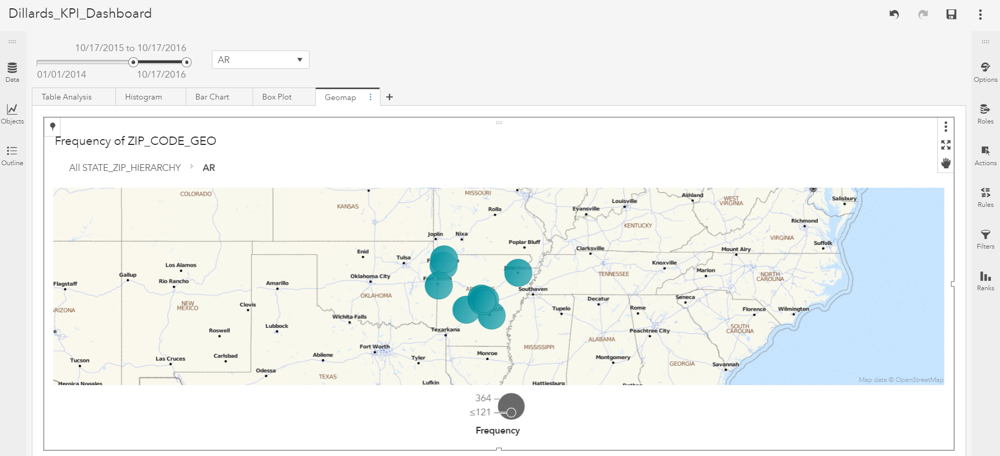 Dillards_KPI_Dashboard
10/17/2015 to 10/17/2016
01/01/2014
10/17/2016
AR
Data
Objects
Outline
Options
Roles
Actions
Rules
Filters
Ranks
Table Analysis
Histogram
Bar Chart
Box Plot
Geomap
Frequency of ZIP_CODE_GEO
All STATE_ZIP_HIERARCHY > AR
COLORADO
KANSAS
MISSOURI
Rolla
Evansville
Louisville
Ashland
WEST
VIRGINIA
Salisbury
KENTUCKY
Richmond
VIRGINIA
Joplin
Nixa
Poplar Bluff
Clarksville
Mount Airy
Suffolk
Enid
Tulsa
Jonesboro
Knoxville
Marion
NORTH
CAROLINA
TENNESSEE
Los Alamos
Gallup
Rio Rancho
Flagstaff
Amarillo
Oklahoma City
OKLAHOMA
Fort Smith
Southaven
NEW
MEXICO
Clovis
Wichita Falls
Decatur
Tupelo
Rome
Seneca
Florence
Wilmington
SOUTH
CAROLINA
Roswell
Lubbock
Texarkana
Peachtree City
ALABAMA
MISSISSIPPI
Fort Worth
Monroe
Montgomery
GEORGIA
Savannah
Tucson
Las Cruces
Carlsbad
Abilene
Tyler
Odessa
TEXAS
Lufkin
Hattiesburg
Heroica Nogales
Map data © OpenStreetMap
364
≤121
Frequency